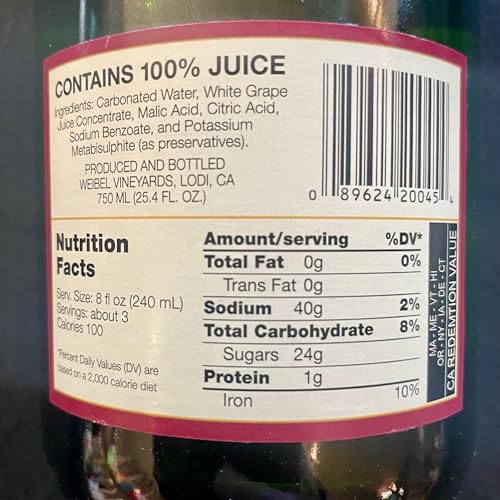 CONTAINS 100% JUICE
Ingredients: Carbonated Water, White Grape
Juice Concentrate, Malic Acid, Citric Acid,
Sodium Benzoate, and Potassium
Metabisulphite (as preservatives).
PRODUCED AND BOTTLED
WEIBEL VINEYARDS, LODI, CA
750 ML (25.4 FL. OZ.)
0 89624 20045 4
Nutrition
Facts
Serv. Size: 8 fl oz (240 mL)
Servings: about 3
Calories 100
*Percent Daily Values (DV) are
based on a 2,000 calorie diet
Amount/serving %DV*
Total Fat 0g 0%
Trans Fat 0g
Sodium 40g 2%
Total Carbohydrate 8%
Sugars 24g
Protein 1g
Iron 10%
MA - ME - VT - HI
OR - NY - IA - DE - CT
CA REDEMTION VALUE